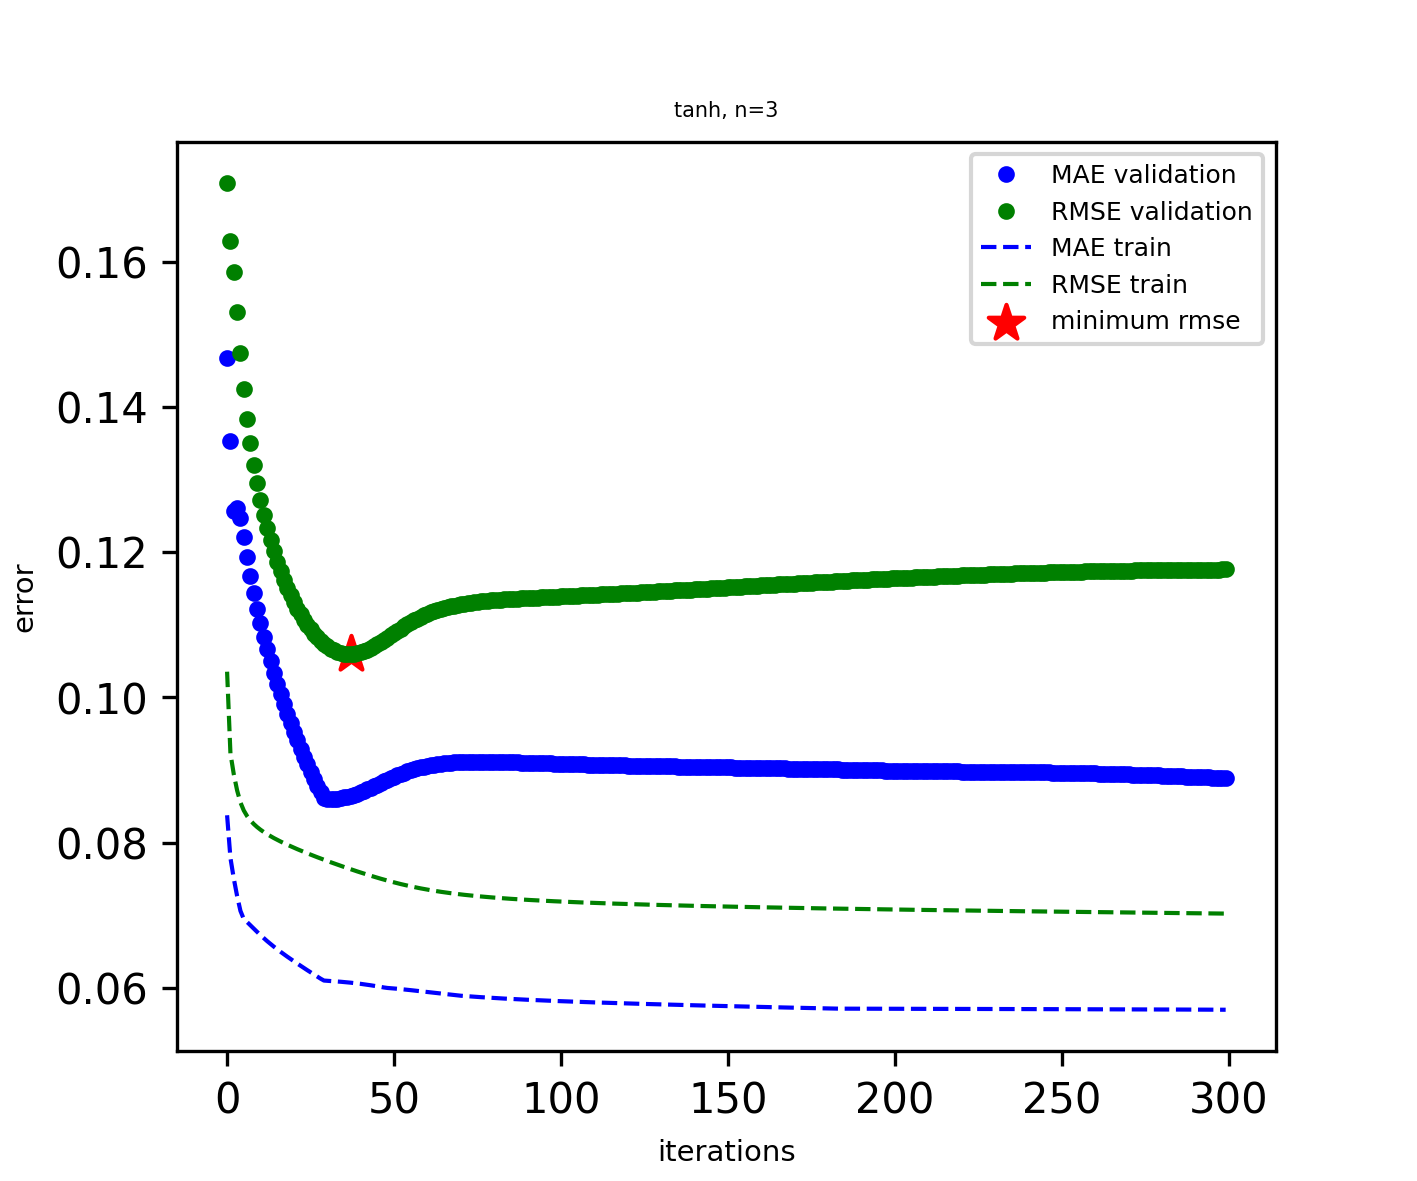 tanh, n=3
MAE validation
RMSE validation
MAE train
RMSE train
minimum rmse
error
0.16
0.14
0.12
0.10
0.08
0.06
0 50 100 150 200 250 300
iterations